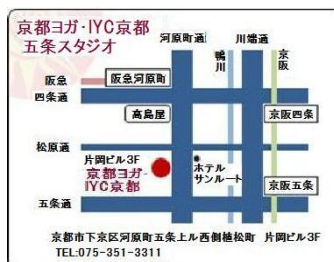 京都ヨガ・IYC京都
五条スタジオ
河原町通
川端通
鴨川
京阪
阪急
阪急河原町
四条通
高島屋
京阪四条
松原通
片岡ビル3F
京都ヨガ・
IYC京都
ホテル
サンルート
京阪五条
五条通
京都市下京区河原町五条上ル西側植松町 片岡ビル3F
TEL:075-351-3311